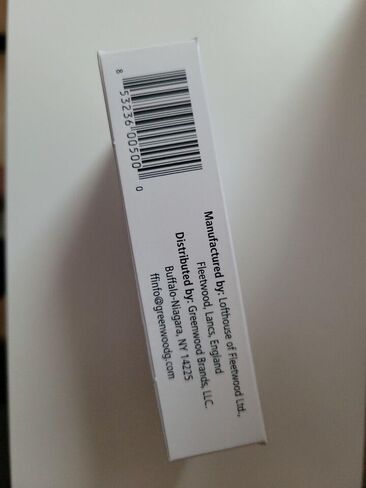 8 53236 00500 0
Manufactured by: Lofthouse of Fleetwood Ltd.,
Fleetwood, Lancs, England
Distributed by: Greenwood Brands, LLC.
Buffalo-Niagara, NY 14225
ffinfo@greenwoodg.com